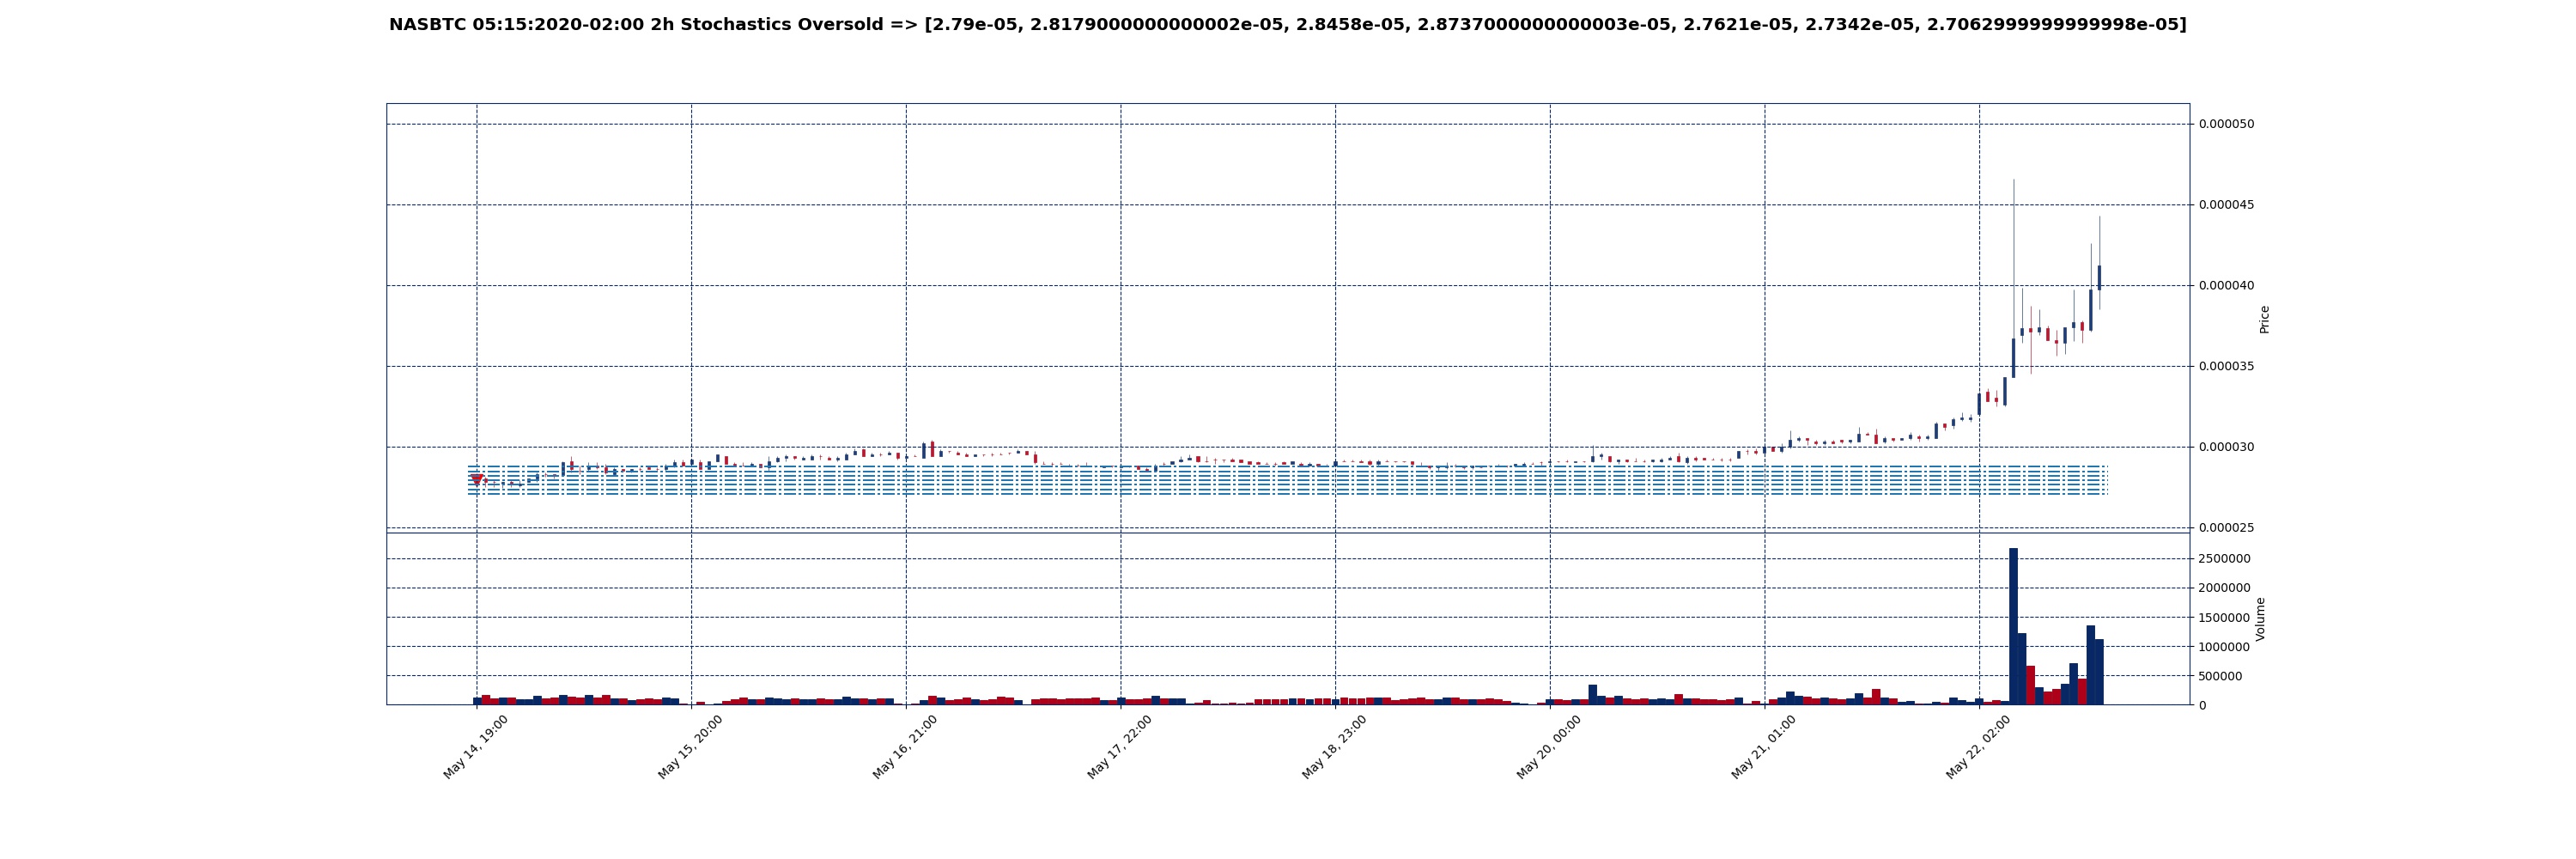 NASBTC 05:15:2020-02:00 2h Stochastics Oversold => [2.79e-05, 2.8179000000000002e-05, 2.8458e-05, 2.8737000000000003e-05, 2.7621e-05, 2.7342e-05, 2.7062999999999998e-05]
0.000050
0.000045
0.000040
0.000035
0.000030
0.000025
Price
2500000
2000000
1500000
1000000
500000
0
Volume
May 14, 19:00
May 15, 20:00
May 16, 21:00
May 17, 22:00
May 18, 23:00
May 20, 00:00
May 21, 01:00
May 22, 02:00